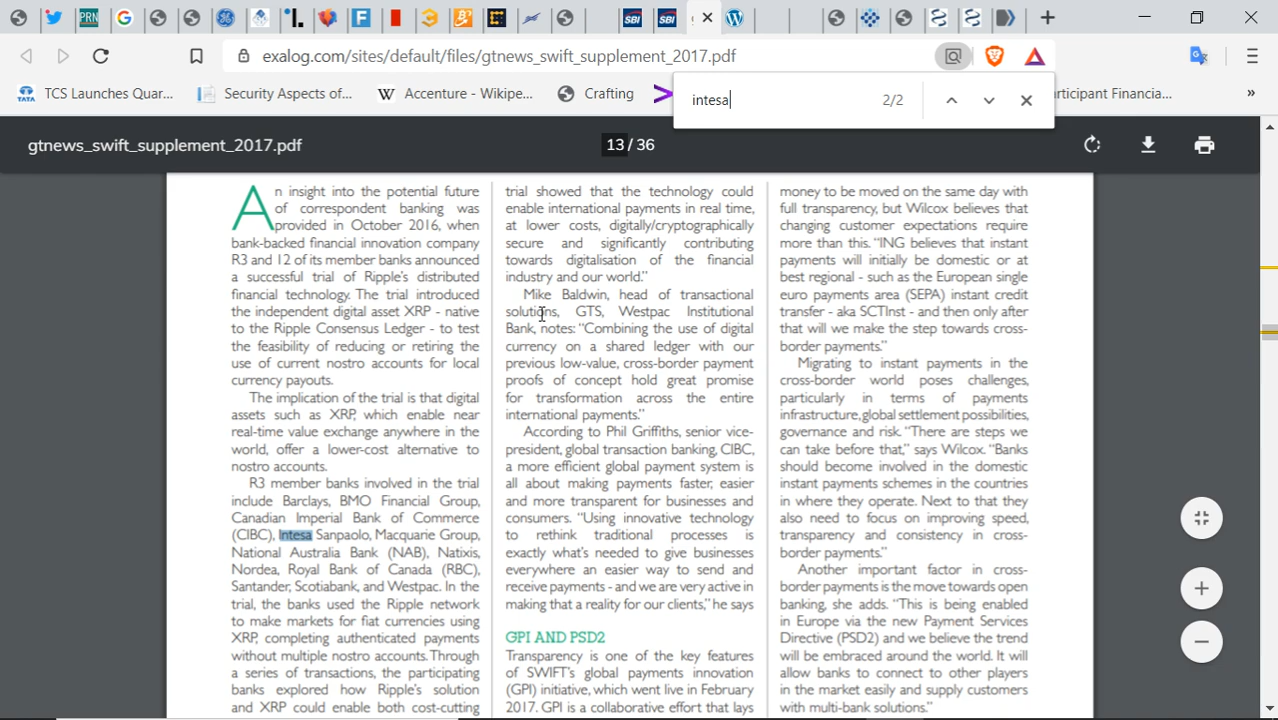 PRN
SBI
SBI
exalog.com/sites/default/files/gtnews_swift_supplement_2017.pdf
TCS Launches Quar...
Security Aspects of...
Accenture - Wikipe...
Crafting
articipant Financia...
»
intesa
2/2
gtnews_swift_supplement_2017.pdf
13 / 36
An insight into the potential future
of correspondent banking was
provided in October 2016, when
bank-backed financial innovation company
R3 and 12 of its member banks announced
a successful trial of Ripple's distributed
financial technology. The trial introduced
the independent digital asset XRP - native
to the Ripple Consensus Ledger - to test
the feasibility of reducing or retiring the
use of current nostro accounts for local
currency payouts.
The implication of the trial is that digital
assets such as XRP, which enable near
real-time value exchange anywhere in the
world, offer a lower-cost alternative to
nostro accounts.
R3 member banks involved in the trial
include Barclays, BMO Financial Group,
Canadian Imperial Bank of Commerce
(CIBC), Intesa Sanpaolo, Macquarie Group,
National Australia Bank (NAB), Natixis,
Nordea, Royal Bank of Canada (RBC),
Santander, Scotiabank, and Westpac. In the
trial, the banks used the Ripple network
to make markets for fiat currencies using
XRP, completing authenticated payments
without multiple nostro accounts. Through
a series of transactions, the participating
banks explored how Ripple's solution
and XRP could enable both cost-cutting
trial showed that the technology could
enable international payments in real time,
at lower costs, digitally/cryptographically
secure and significantly contributing
towards digitalisation of the financial
industry and our world."
Mike Baldwin, head of transactional
solutions, GTS, Westpac Institutional
Bank, notes: "Combining the use of digital
currency on a shared ledger with our
previous low-value, cross-border payment
proofs of concept hold great promise
for transformation across the entire
international payments."
According to Phil Griffiths, senior vice-
president, global transaction banking, CIBC,
a more efficient global payment system is
all about making payments faster, easier
and more transparent for businesses and
consumers. "Using innovative technology
to rethink traditional processes is
exactly what's needed to give businesses
everywhere an easier way to send and
receive payments - and we are very active in
making that a reality for our clients," he says
GPI AND PSD2
Transparency is one of the key features
of SWIFT's global payments innovation
(GPI) initiative, which went live in February
2017. GPI is a collaborative effort that lays
money to be moved on the same day with
full transparency, but Wilcox believes that
changing customer expectations require
more than this. "ING believes that instant
payments will initially be domestic or at
best regional - such as the European single
euro payments area (SEPA) instant credit
transfer - aka SCTInst - and then only after
that will we make the step towards cross-
border payments."
Migrating to instant payments in the
cross-border world poses challenges,
particularly in terms of payments
infrastructure, global settlement possibilities,
governance and risk. "There are steps we
can take before that," says Wilcox. "Banks
should become involved in the domestic
instant payments schemes in the countries
in where they operate. Next to that they
also need to focus on improving speed,
transparency and consistency in cross-
border payments."
Another important factor in cross-
border payments is the move towards open
banking, she adds. "This is being enabled
in Europe via the new Payment Services
Directive (PSD2) and we believe the trend
will be embraced around the world. It will
allow banks to connect to other players
in the market easily and supply customers
with multi-bank solutions."